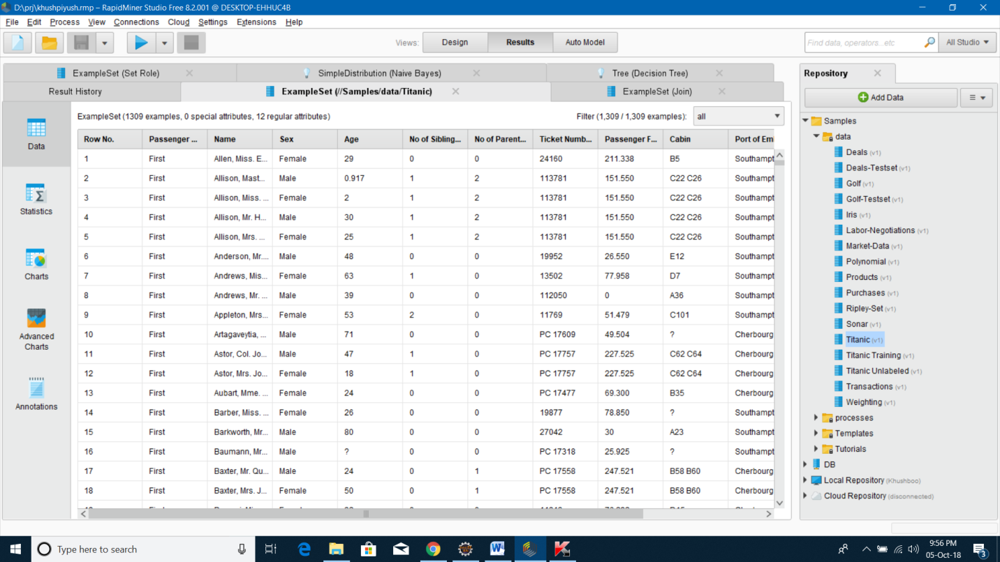 D:\prj\khushpiyush.rmp – RapidMiner Studio Free 8.2.001 @ DESKTOP-EHHUC4B
File Edit Process View Connections Cloud Settings Extensions Help
Views: Design Results Auto Model Find data, operators...etc All Studio
ExampleSet (Set Role) SimpleDistribution (Naive Bayes) Tree (Decision Tree)
Result History ExampleSet (//Samples/data/Titanic) ExampleSet (Join)
Data
Statistics
Charts
Advanced
Charts
Annotations
ExampleSet (1309 examples, 0 special attributes, 12 regular attributes) Filter (1,309 / 1,309 examples): all
Row No. Passenger ... Name Sex Age No of Sibling... No of Parent... Ticket Numb... Passenger F... Cabin Port of Em
1 First Allen, Miss. E... Female 29 0 0 24160 211.338 B5 Southampt
2 First Allison, Mast... Male 0.917 1 2 113781 151.550 C22 C26 Southampt
3 First Allison, Miss. ... Female 2 1 2 113781 151.550 C22 C26 Southampt
4 First Allison, Mr. H... Male 30 1 2 113781 151.550 C22 C26 Southampt
5 First Allison, Mrs. ... Female 25 1 2 113781 151.550 C22 C26 Southampt
6 First Anderson, Mr.... Male 48 0 0 19952 26.550 E12 Southampt
7 First Andrews, Mis... Female 63 1 0 13502 77.958 D7 Southampt
8 First Andrews, Mr. ... Male 39 0 0 112050 0 A36 Southampt
9 First Appleton, Mrs... Female 53 2 0 11769 51.479 C101 Southampt
10 First Artagaveytia, ... Male 71 0 0 PC 17609 49.504 ? Cherbourg
11 First Astor, Col. Jo... Male 47 1 0 PC 17757 227.525 C62 C64 Cherbourg
12 First Astor, Mrs. Jo... Female 18 1 0 PC 17757 227.525 C62 C64 Cherbourg
13 First Aubart, Mme. ... Female 24 0 0 PC 17477 69.300 B35 Cherbourg
14 First Barber, Miss. ... Female 26 0 0 19877 78.850 ? Southampt
15 First Barkworth, Mr... Male 80 0 0 27042 30 A23 Southampt
16 First Baumann, Mr... Male ? 0 0 PC 17318 25.925 ? Southampt
17 First Baxter, Mr. Qu... Male 24 0 1 PC 17558 247.521 B58 B60 Cherbourg
18 First Baxter, Mrs. J... Female 50 0 1 PC 17558 247.521 B58 B60 Cherbourg
Repository
Add Data
Samples
data
Deals (v1)
Deals-Testset (v1)
Golf (v1)
Golf-Testset (v1)
Iris (v1)
Labor-Negotiations (v1)
Market-Data (v1)
Polynomial (v1)
Products (v1)
Purchases (v1)
Ripley-Set (v1)
Sonar (v1)
Titanic (v1)
Titanic Training (v1)
Titanic Unlabeled (v1)
Transactions (v1)
Weighting (v1)
processes
Templates
Tutorials
DB
Local Repository (Khushboo)
Cloud Repository (disconnected)
Type here to search
9:56 PM
05-Oct-18
3